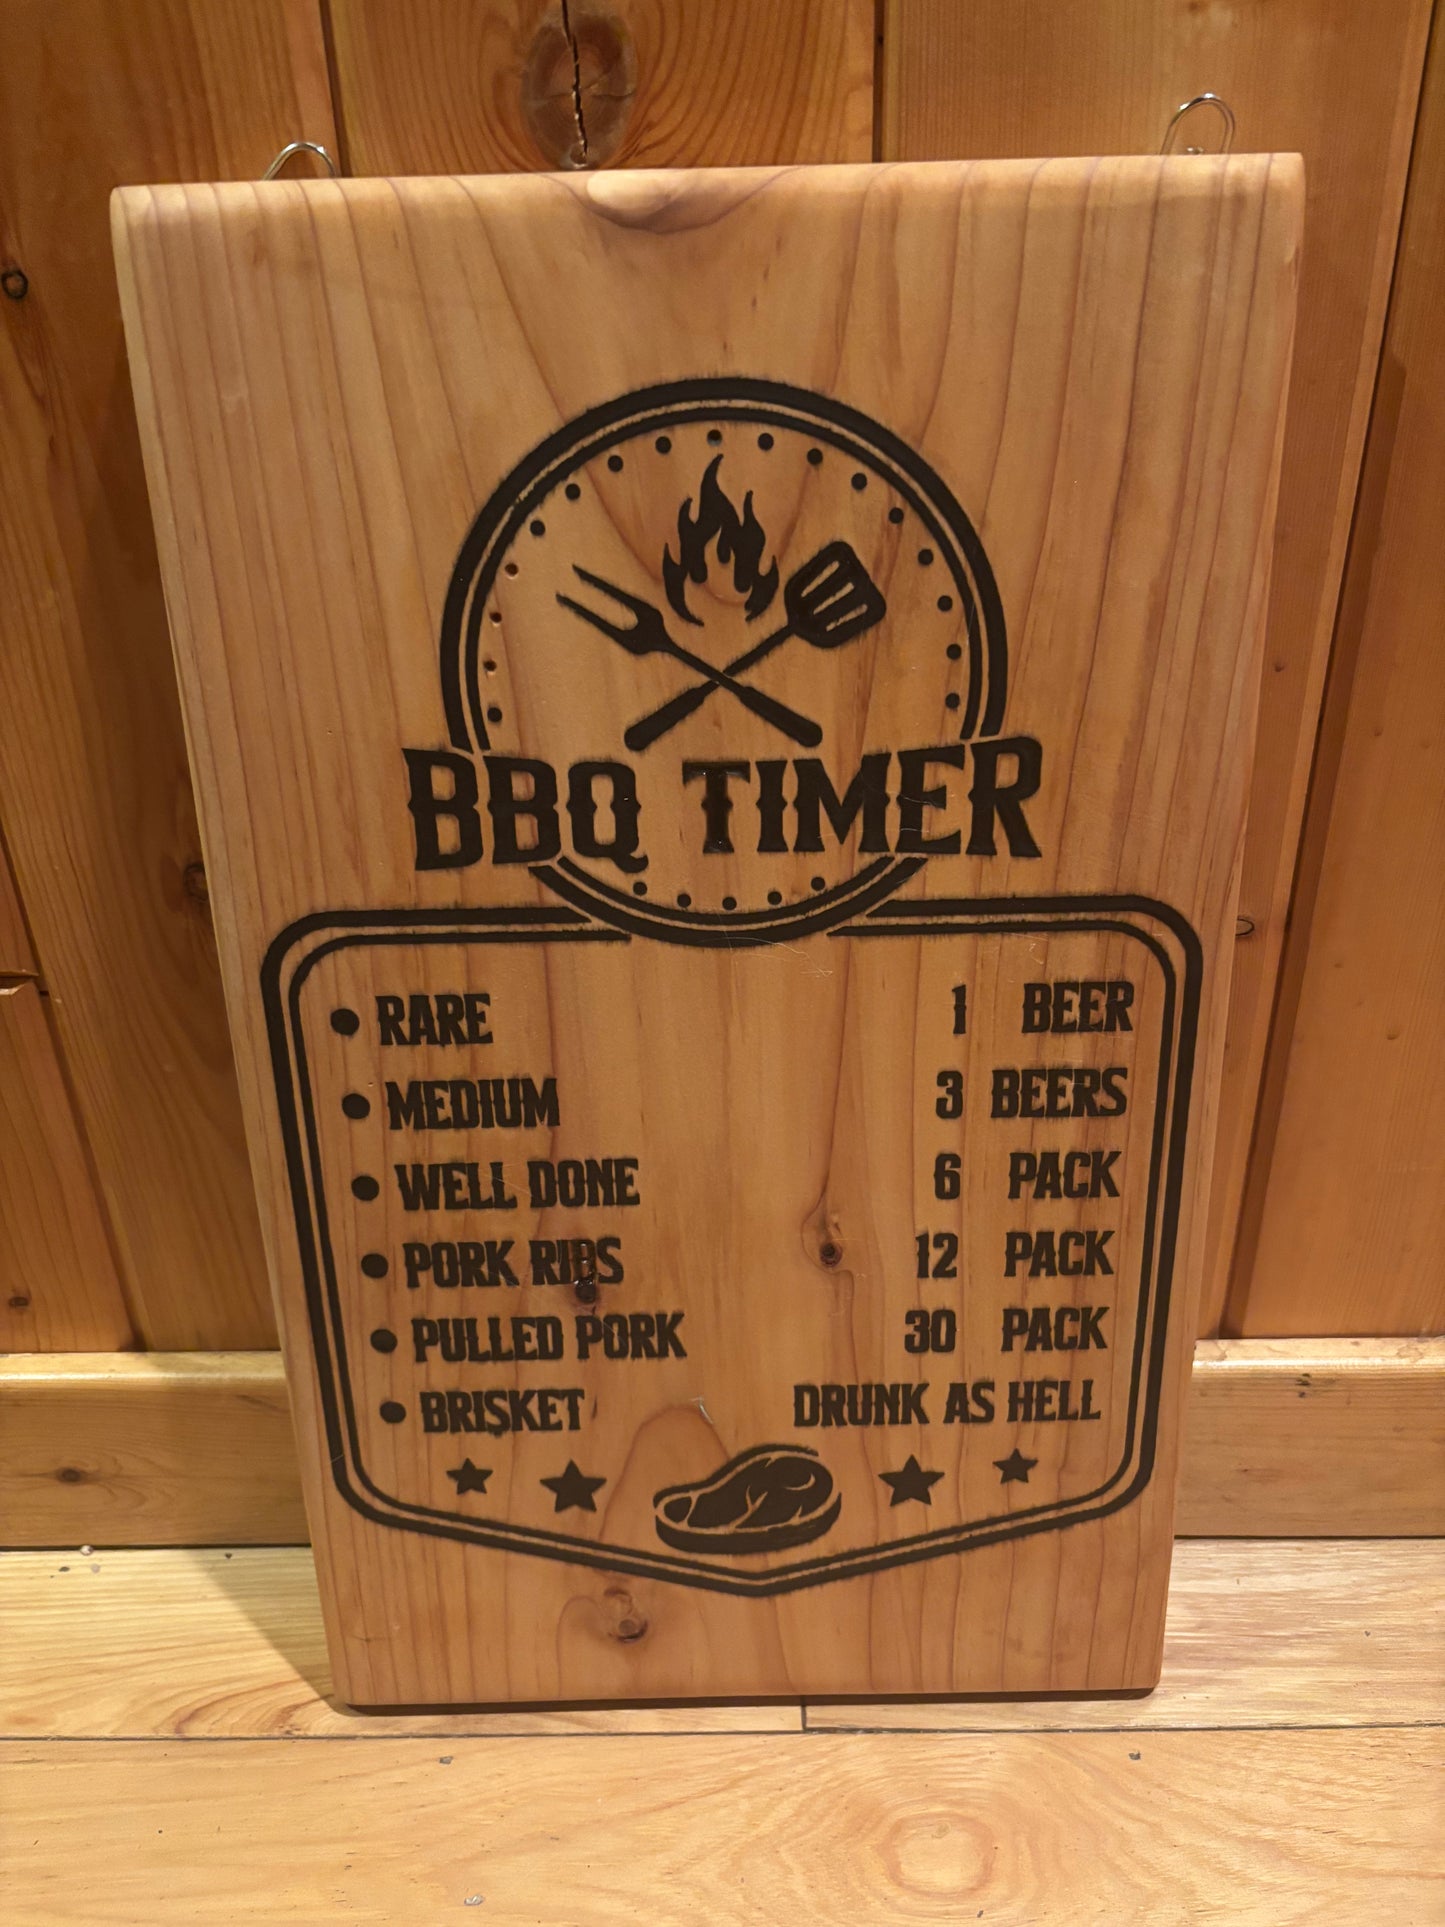 BBQ TIMER
• RARE 1 BEER
• MEDIUM 3 BEERS
• WELL DONE 6 PACK
• PORK RIBS 12 PACK
• PULLED PORK 30 PACK
• BRISKET DRUNK AS HELL